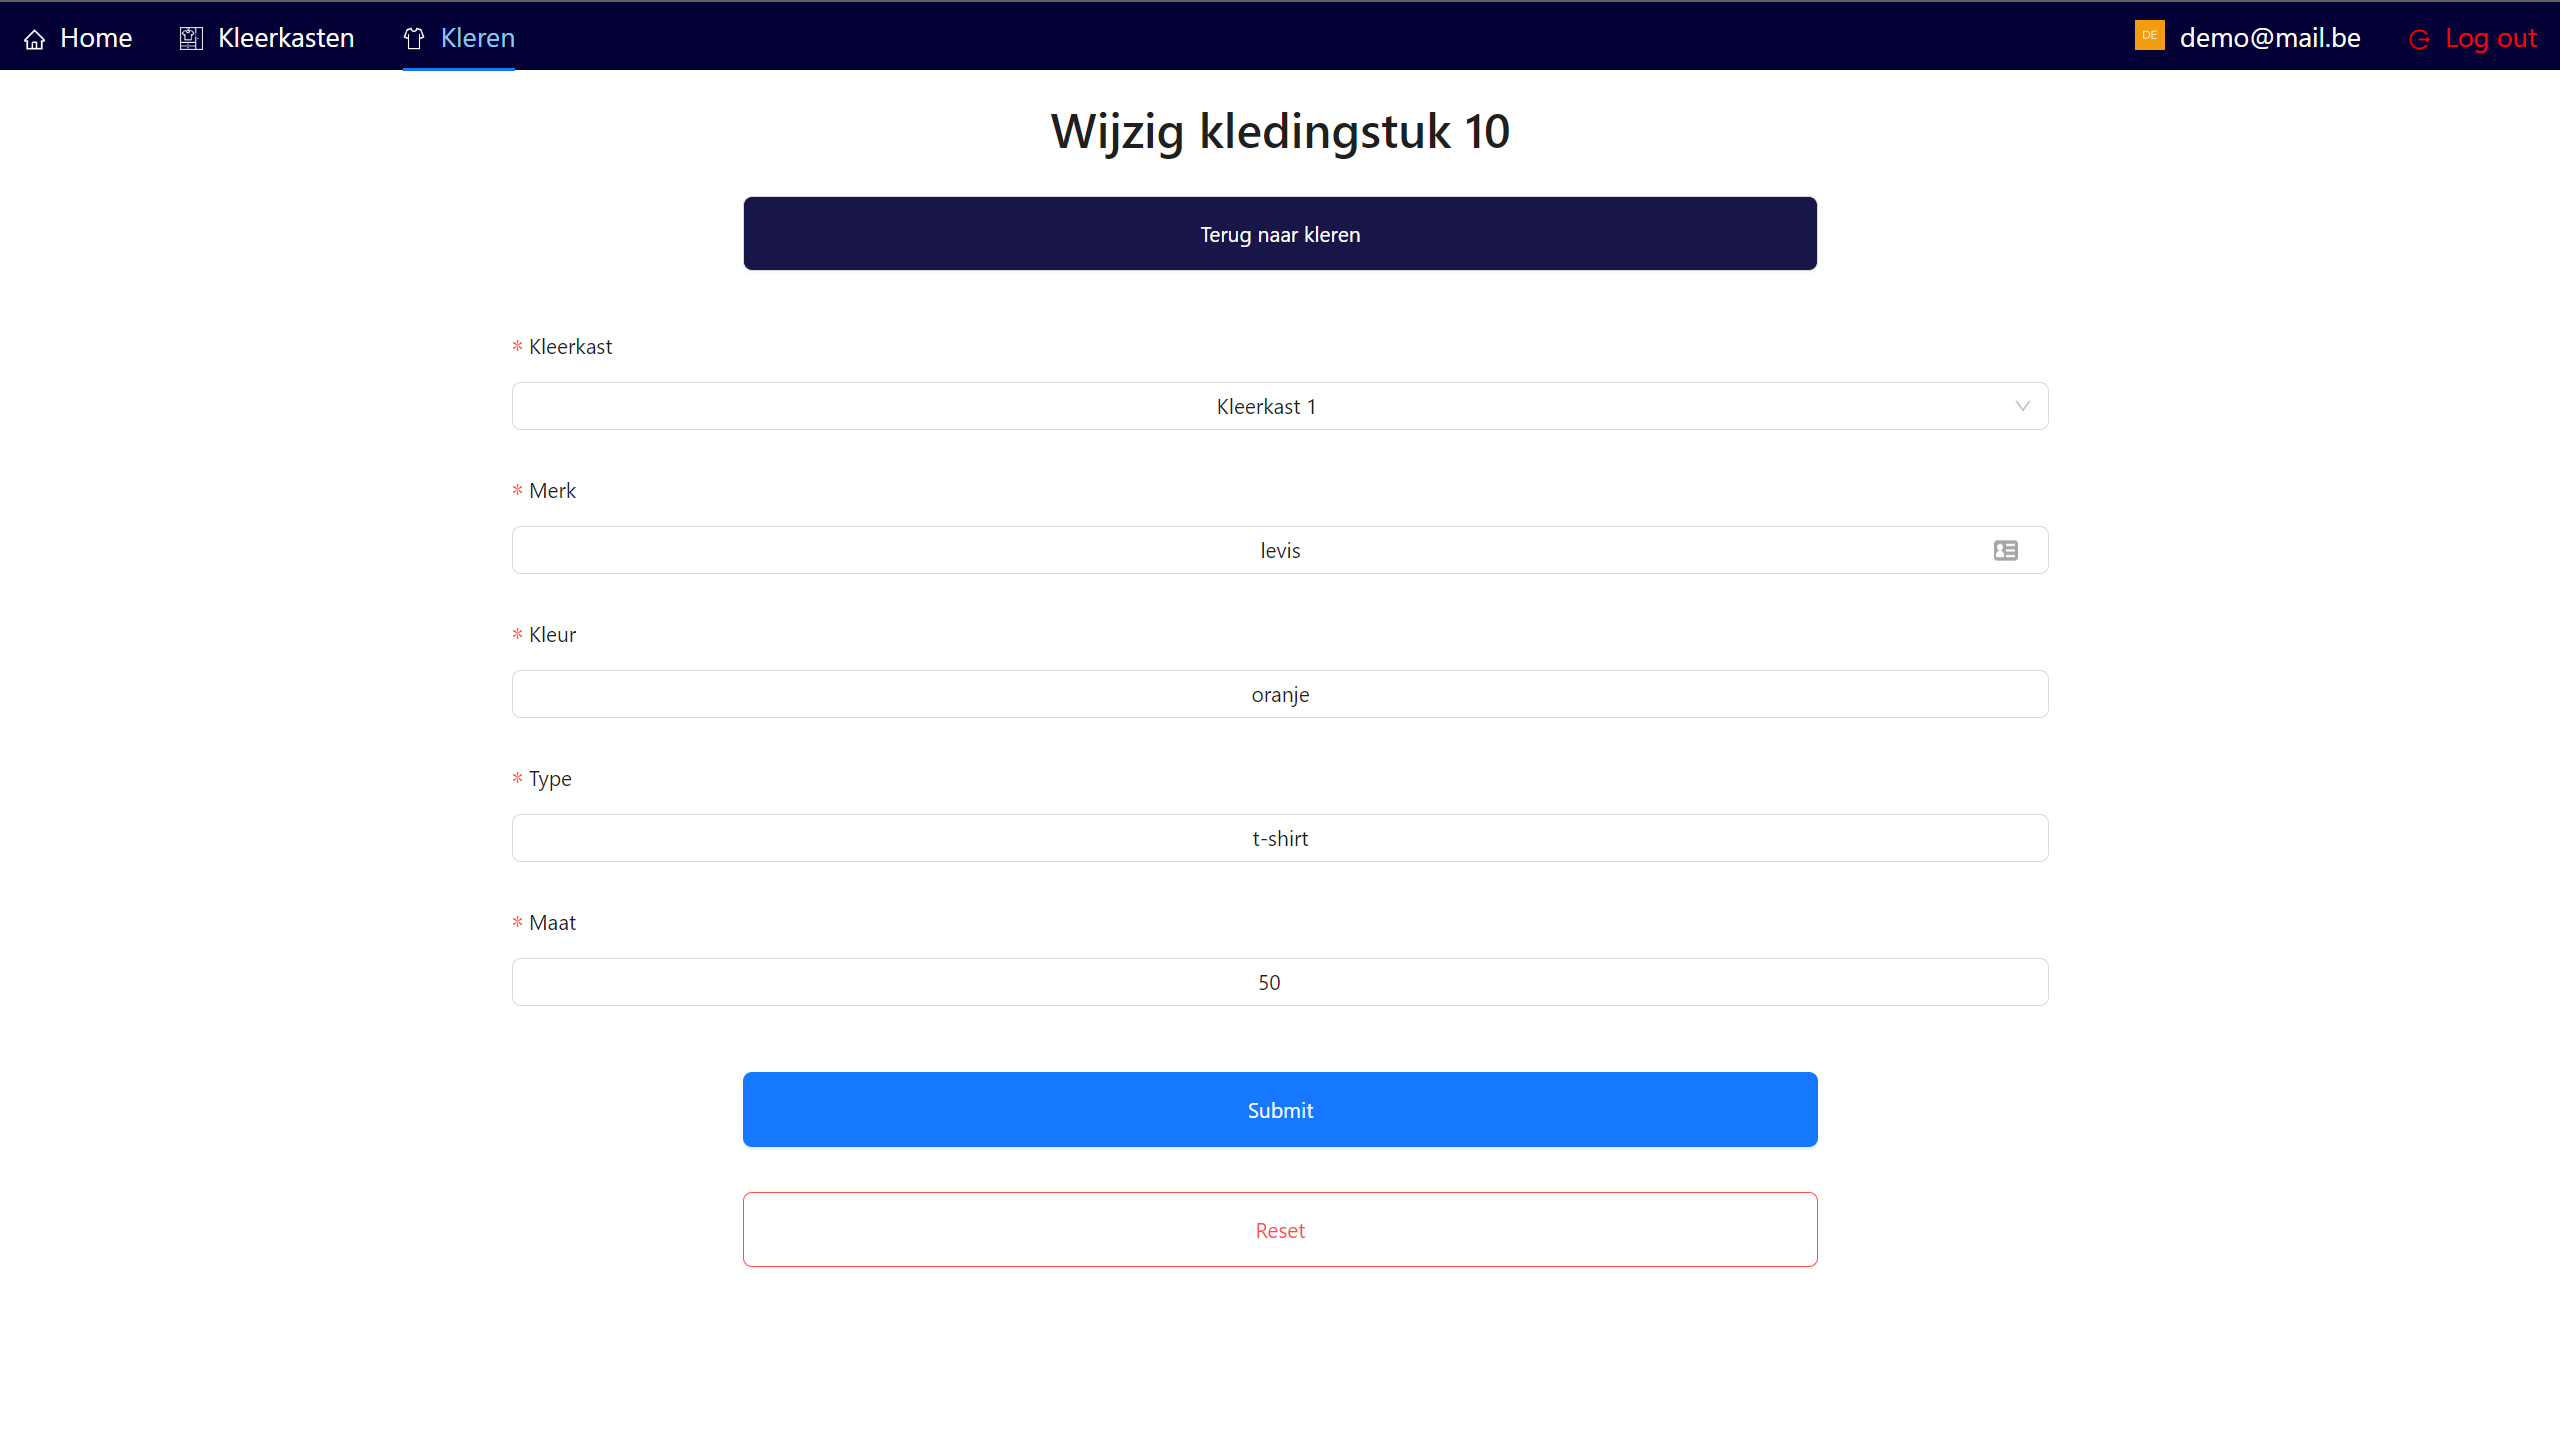 Home Kleerkasten Kleren DE demo@mail.be Log out
Wijzig kledingstuk 10
Terug naar kleren
* Kleerkast
Kleerkast 1
* Merk
levis
* Kleur
oranje
* Type
t-shirt
* Maat
50
Submit
Reset